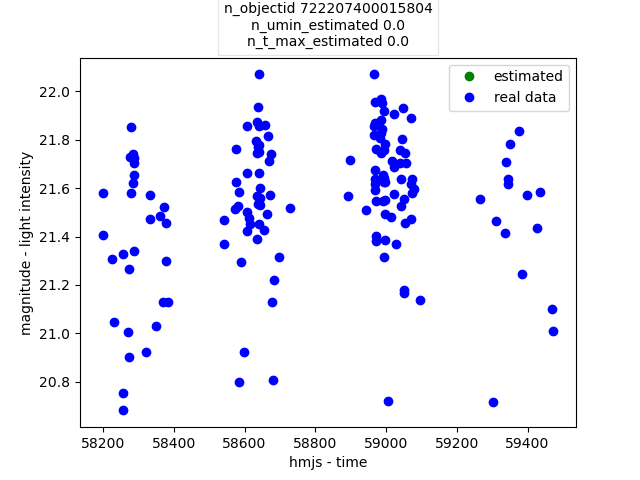 n_objectid 722207400015804
n_umin_estimated 0.0
n_t_max_estimated 0.0
estimated
real data
22.0
21.8
21.6
21.4
21.2
21.0
20.8
magnitude - light intensity
58200 58400 58600 58800 59000 59200 59400
hmjs - time